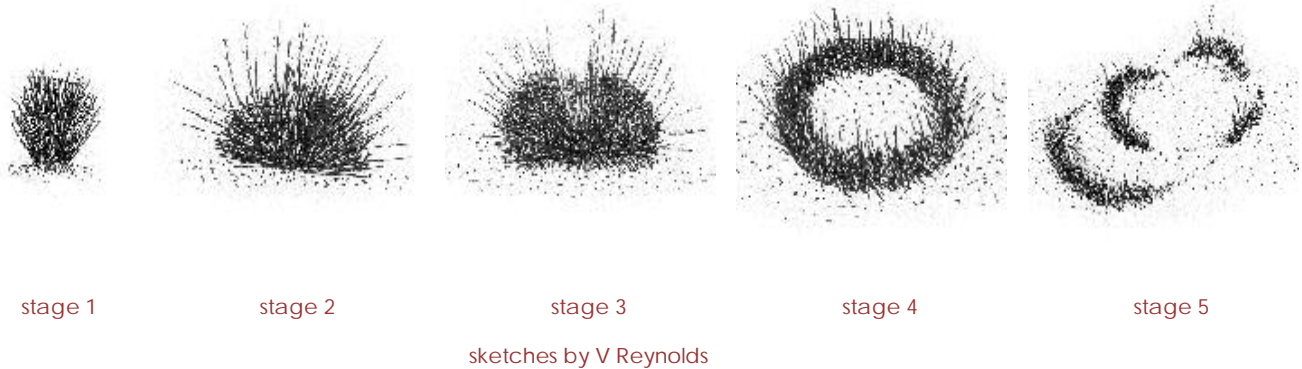 stage 1 stage 2 stage 3 stage 4 stage 5
sketches by V Reynolds